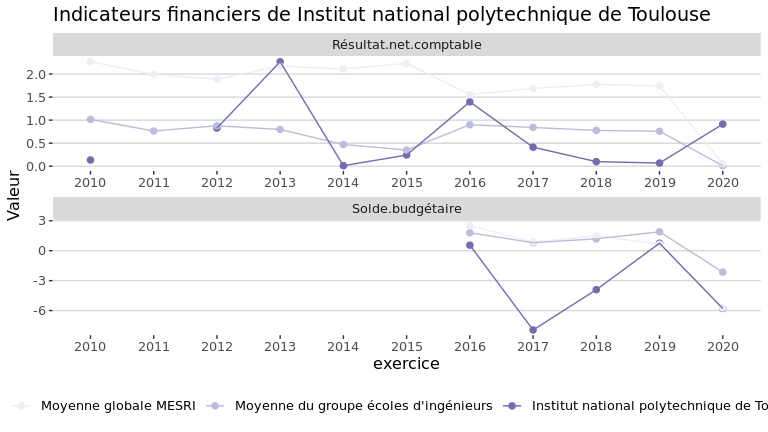 Indicateurs financiers de Institut national polytechnique de Toulouse
Résultat.net.comptable
2.0
1.5
1.0
0.5
0.0
2010 2011 2012 2013 2014 2015 2016 2017 2018 2019 2020
Valeur
Solde.budgétaire
3
0
-3
-6
2010 2011 2012 2013 2014 2015 2016 2017 2018 2019 2020
exercice
Moyenne globale MESRI Moyenne du groupe écoles d'ingénieurs Institut national polytechnique de To